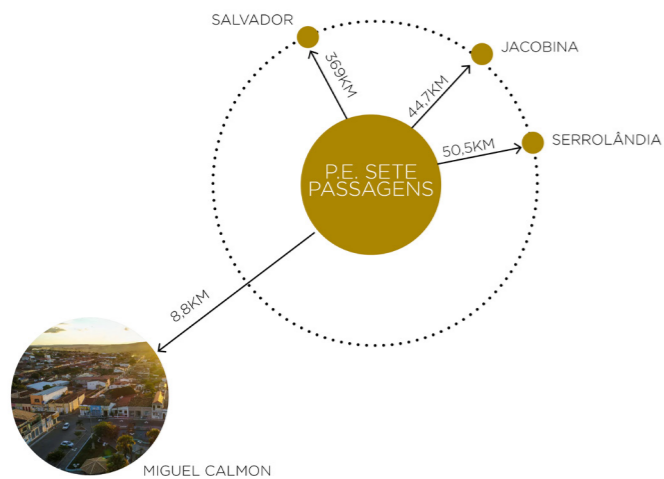 SALVADOR
369KM
JACOBINA
44,7KM
SERROLÂNDIA
50,5KM
P.E. SETE
PASSAGENS
8,8KM
MIGUEL CALMON